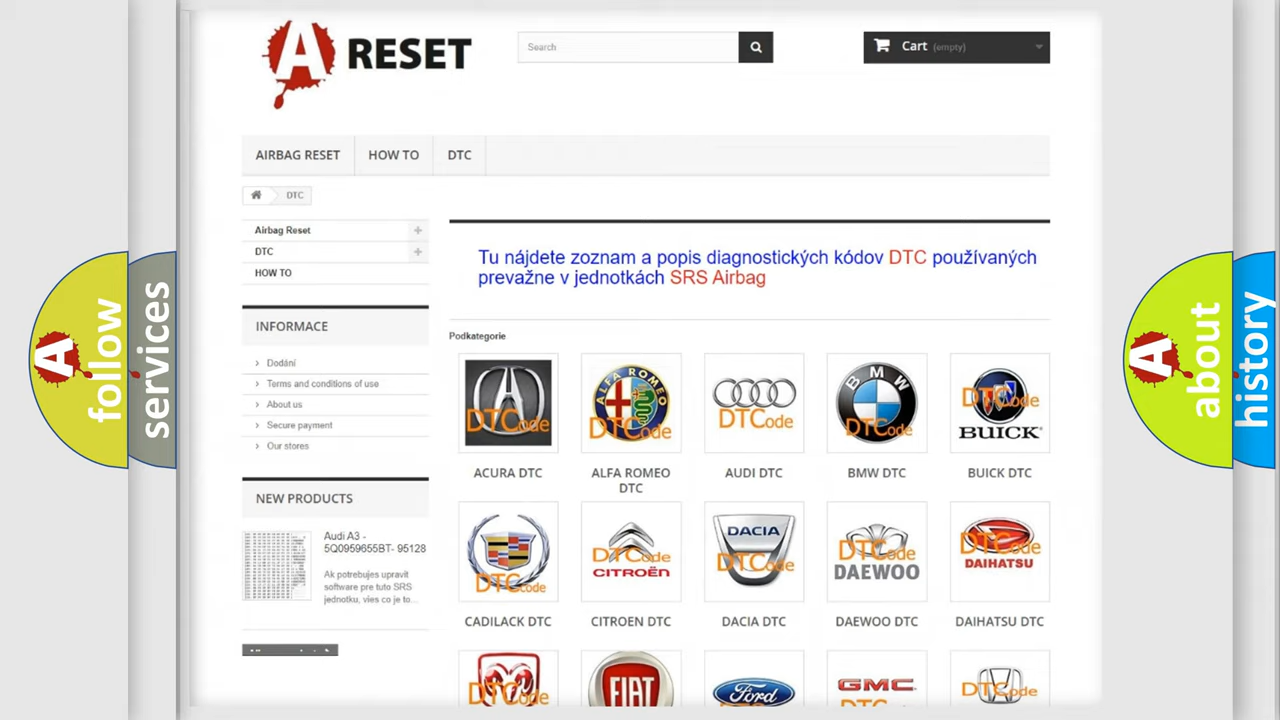 A RESET
Search
Cart (empty)
AIRBAG RESET
HOW TO
DTC
DTC
Airbag Reset
DTC
HOW TO
Tu nájdete zoznam a popis diagnostických kódov DTC používaných
prevažne v jednotkách SRS Airbag
INFORMACE
Dodání
Terms and conditions of use
About us
Secure payment
Our stores
NEW PRODUCTS
Audi A3 -
5Q0959655BT- 95128
Ak potrebujes upravit
software pre tuto SRS
jednotku, vies co je to...
Podkategorie
DTCode
ALFA ROMEO
DTCode
DTCode
BMW
DTCode
DTCode
BUICK
ACURA DTC
ALFA ROMEO
DTC
AUDI DTC
BMW DTC
BUICK DTC
DTCode
DTCode
CITROËN
DACIA
DTCode
DTCode
DAEWOO
DTCode
DAIHATSU
CADILACK DTC
CITROEN DTC
DACIA DTC
DAEWOO DTC
DAIHATSU DTC
DTCode
FIAT
Ford
GMC
DTCode
A follow
services
A about
history